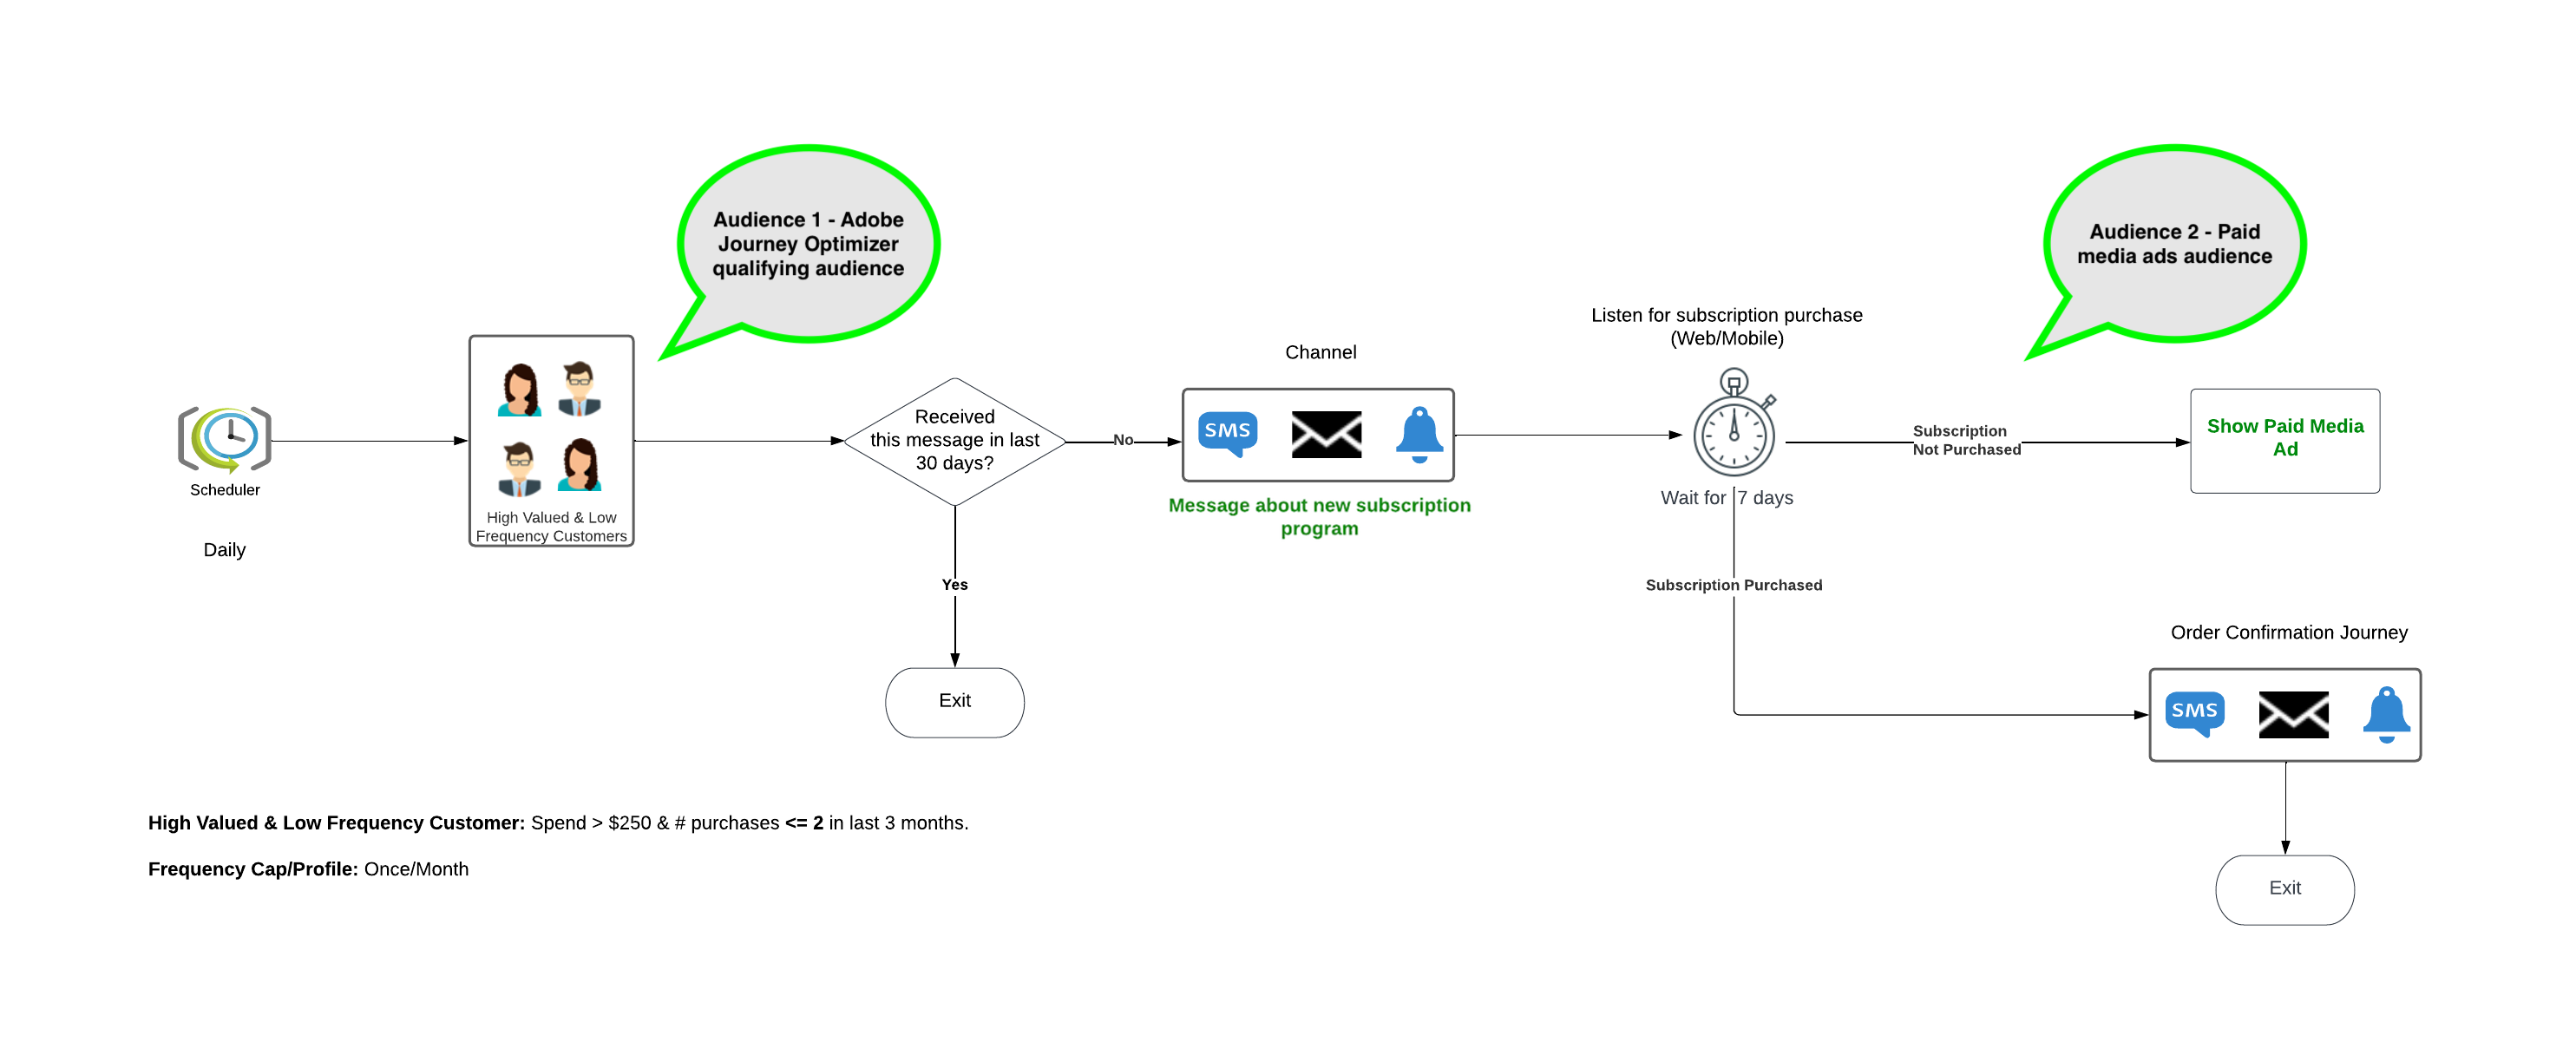 Audience 1 - Adobe
Journey Optimizer
qualifying audience
Audience 2 - Paid
media ads audience
Scheduler
Daily
High Valued & Low
Frequency Customers
Received
this message in last
30 days?
No
Yes
Exit
Channel
SMS
Message about new subscription
program
Listen for subscription purchase
(Web/Mobile)
Wait for 7 days
Subscription
Not Purchased
Show Paid Media
Ad
Subscription Purchased
Order Confirmation Journey
SMS
Exit
High Valued & Low Frequency Customer: Spend > $250 & # purchases <= 2 in last 3 months.
Frequency Cap/Profile: Once/Month